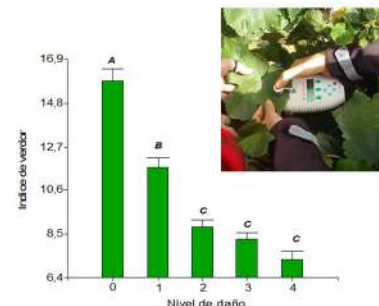 Indice de verdor
16,9
14,8
12,7
10,6
8,5
6,4
A
B
C
C
C
0 1 2 3 4
Nivel de daño